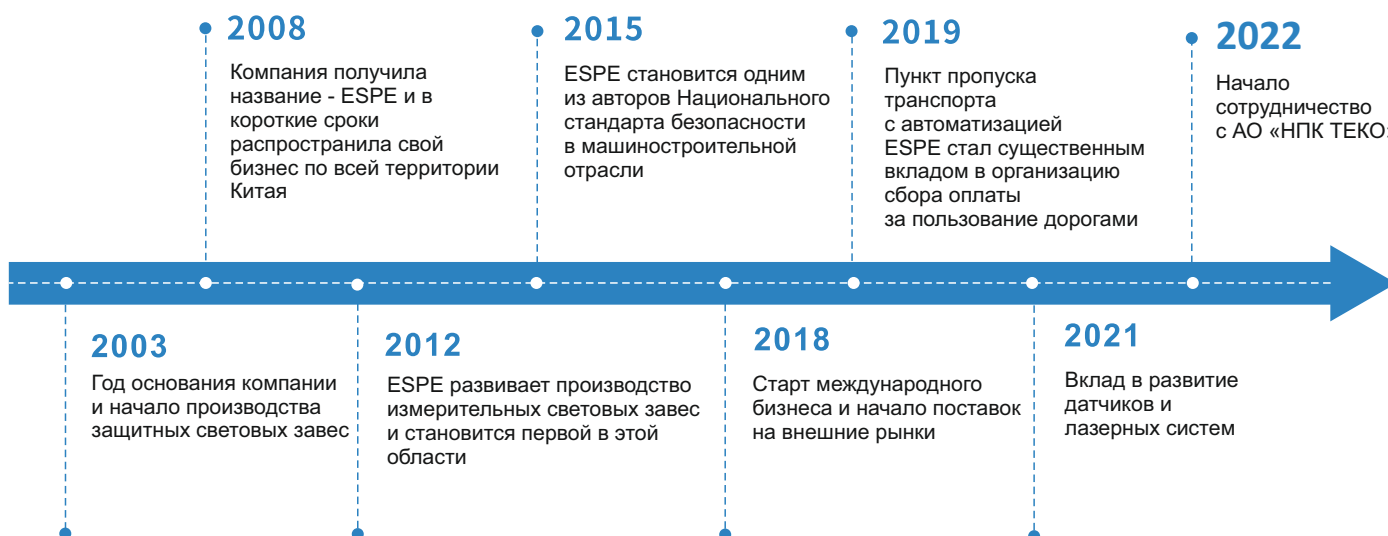 2008
Компания получила
название - ESPE и в
короткие сроки
распространила свой
бизнес по всей территории
Китая
2015
ESPE становится одним
из авторов Национального
стандарта безопасности
в машиностроительной
отрасли
2019
Пункт пропуска
транспорта
с автоматизацией
ESPE стал существенным
вкладом в организацию
сбора оплаты
за пользование дорогами
2022
Начало
сотрудничество
с АО «НПК ТЕКО»
2003
Год основания компании
и начало производства
защитных световых завес
2012
ESPE развивает производство
измерительных световых завес
и становится первой в этой
области
2018
Старт международного
бизнеса и начало поставок
на внешние рынки
2021
Вклад в развитие
датчиков и
лазерных систем